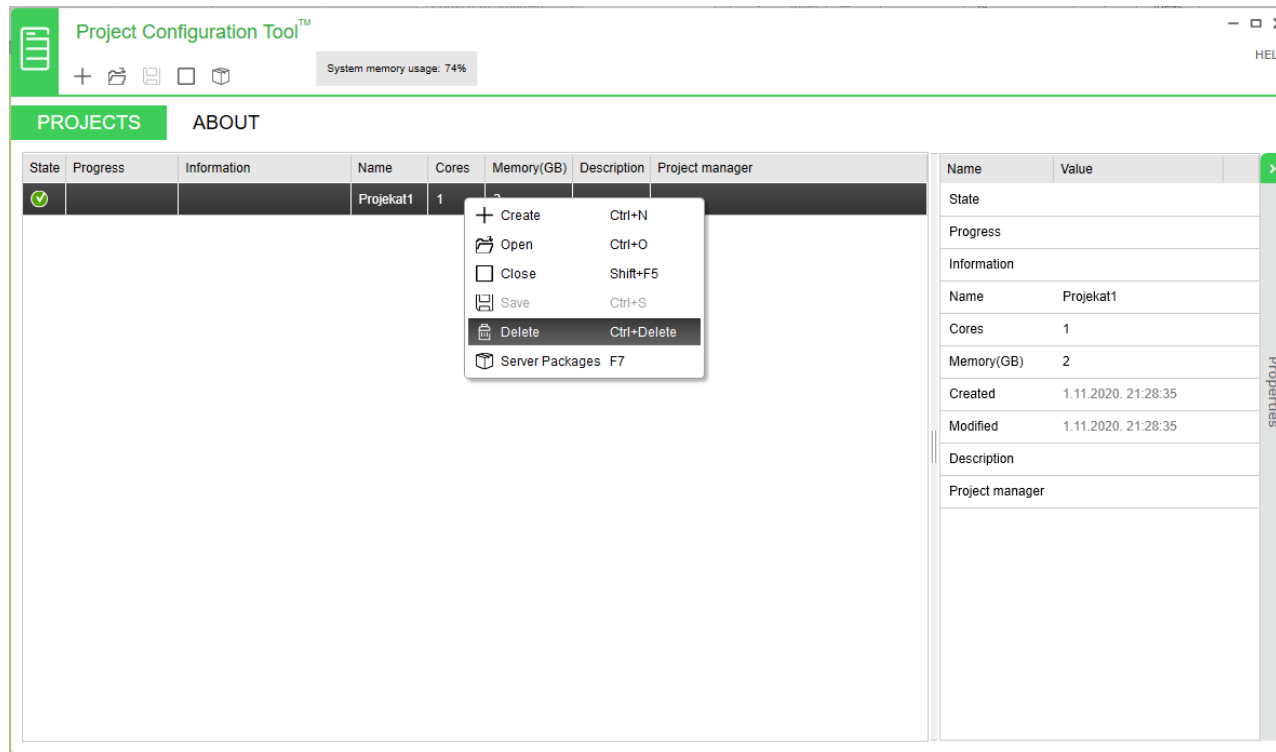 Project Configuration Tool™
HEL
System memory usage: 74%
PROJECTS ABOUT
State Progress Information Name Cores Memory(GB) Description Project manager
Projekat1 1
Create Ctrl+N
Open Ctrl+O
Close Shift+F5
Save Ctrl+S
Delete Ctrl+Delete
Server Packages F7
Name Value
State
Progress
Information
Name Projekat1
Cores 1
Memory(GB) 2
Created 1.11.2020. 21:28:35
Modified 1.11.2020. 21:28:35
Description
Project manager
Properties